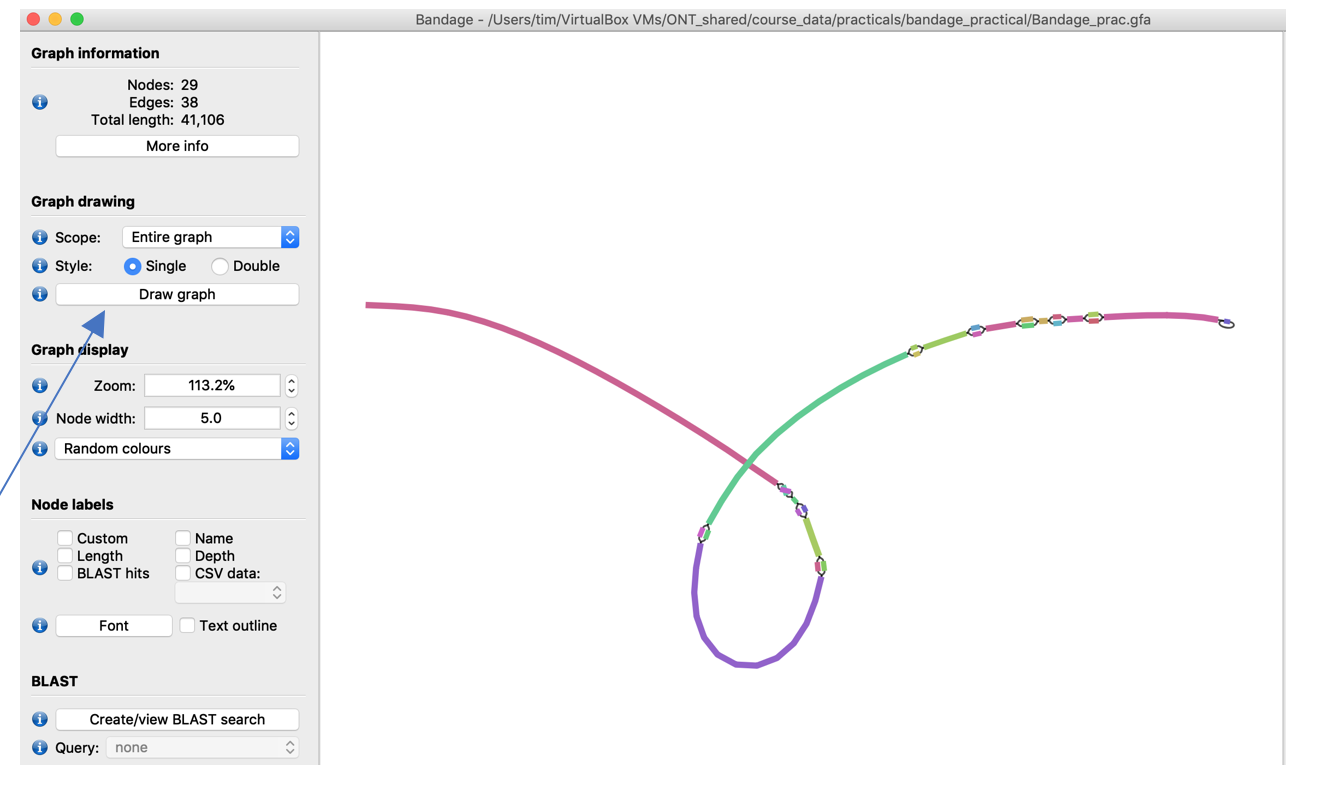 Bandage - /Users/tim/VirtualBox VMs/ONT_shared/course_data/practicals/bandage_practical/Bandage_prac.gfa
Graph information
Nodes: 29
Edges: 38
Total length: 41,106
More info
Graph drawing
Scope: Entire graph
Style: Single Double
Draw graph
Graph display
Zoom: 113.2%
Node width: 5.0
Random colours
Node labels
Custom Name
Length Depth
BLAST hits CSV data:
Font Text outline
BLAST
Create/view BLAST search
Query: none